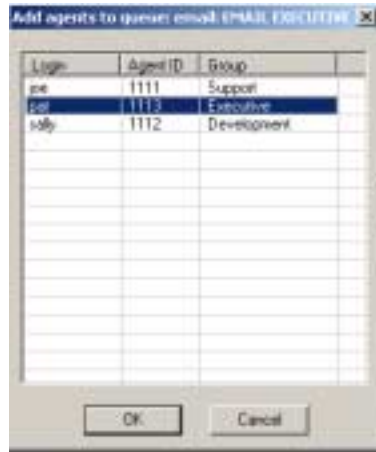 Add agents to queue: email: EMAIL EXECUTIVE
Login Agent ID Group
joe 1111 Support
pat 1113 Executive
sally 1112 Development
OK Cancel